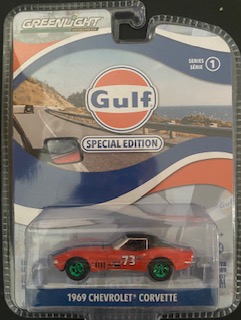 GREENLIGHT
SERIES
SÉRIE 1
Gulf
SPECIAL EDITION
73
1969 CHEVROLET® CORVETTE